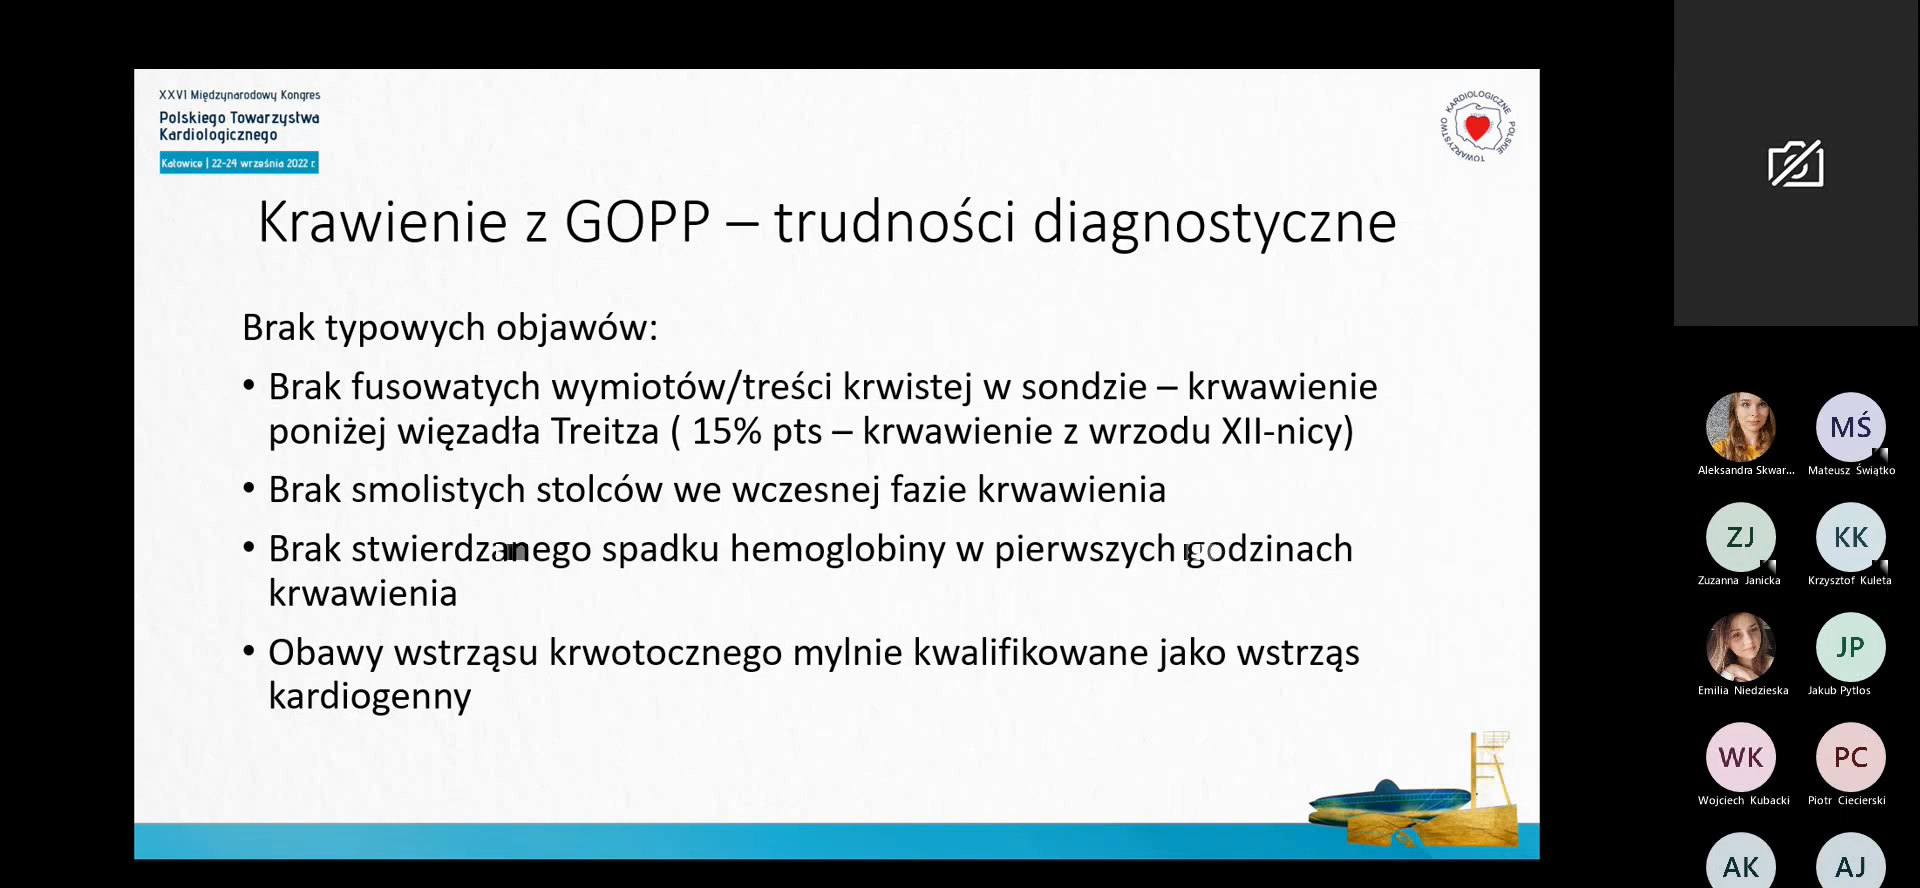 XXVI Międzynarodowy Kongres
Polskiego Towarzystwa
Kardiologicznego
Katowice | 22-24 września 2022 r.
POLSKIE TOWARZYSTWO KARDIOLOGICZNE
Krawienie z GOPP – trudności diagnostyczne
Brak typowych objawów:
• Brak fusowatych wymiotów/treści krwistej w sondzie – krwawienie
poniżej więzadła Treitza ( 15% pts – krwawienie z wrzodu XII-nicy)
• Brak smolistych stolców we wczesnej fazie krwawienia
• Brak stwierdzanego spadku hemoglobiny w pierwszych godzinach
krwawienia
• Obawy wstrząsu krwotocznego mylnie kwalifikowane jako wstrząs
kardiogenny
MŚ
Aleksandra Skwar... Mateusz Świątko
ZJ KK
Zuzanna Janicka Krzysztof Kuleta
JP
Emilia Niedzieska Jakub Pytlos
WK PC
Wojciech Kubacki Piotr Ciecierski
AK AJ